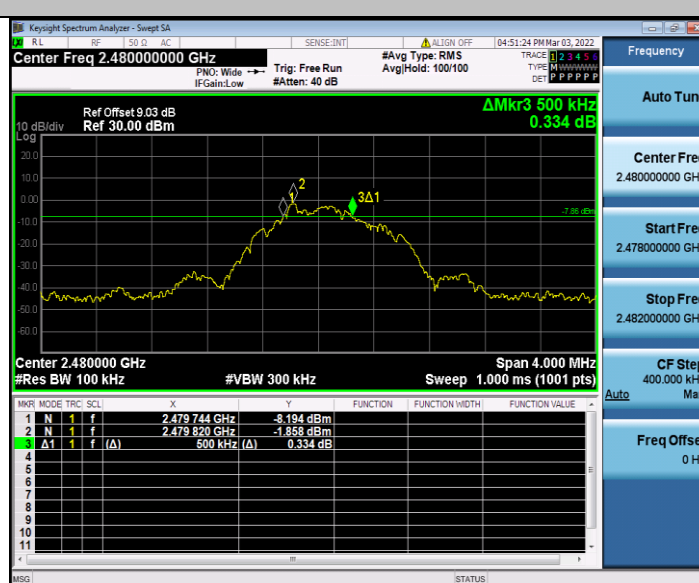 Keysight Spectrum Analyzer - Swept SA
RL RF 50 Ω AC SENSE:INT ALIGN OFF 04:51:24 PM Mar 03, 2022
Center Freq 2.480000000 GHz
PNO: Wide
IFGain:Low
Trig: Free Run
#Atten: 40 dB
#Avg Type: RMS
Avg|Hold: 100/100
TRACE 1 2 3 4 5 6
TYPE M W W W W W
DET P P P P P P
Frequency
Auto Tun
Center Fre
2.480000000 GH
Start Fre
2.478000000 GH
Stop Fre
2.482000000 GH
CF Step
400.000 kH
Auto Ma
Freq Offse
0 H
Ref Offset 9.03 dB
10 dB/div Ref 30.00 dBm
Log
ΔMkr3 500 kHz
0.334 dB
20.0
10.0
0.00
-10.0
-20.0
-30.0
-40.0
-50.0
-60.0
1
2
3Δ1
-7.86 dBm
Center 2.480000 GHz Span 4.000 MHz
#Res BW 100 kHz #VBW 300 kHz Sweep 1.000 ms (1001 pts)
MKR MODE TRC SCL X Y FUNCTION FUNCTION WIDTH FUNCTION VALUE
1 N 1 f 2.479 744 GHz -8.194 dBm
2 N 1 f 2.479 820 GHz -1.858 dBm
3 Δ1 1 f (Δ) 500 kHz (Δ) 0.334 dB
4
5
6
7
8
9
10
11
MSG STATUS